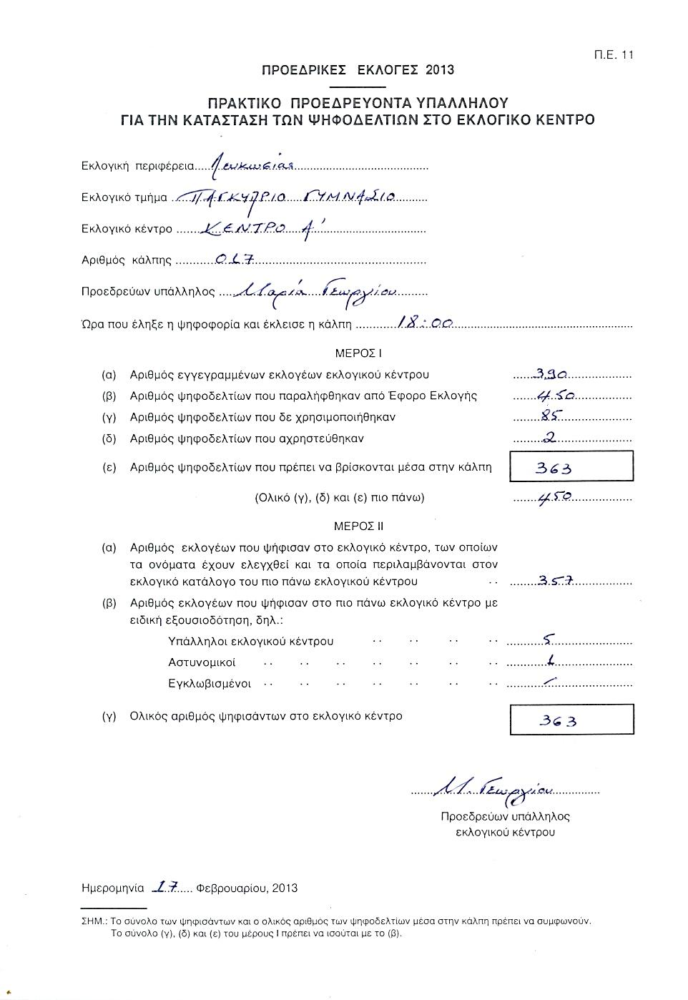 Π.Ε. 11
ΠΡΟΕΔΡΙΚΕΣ ΕΚΛΟΓΕΣ 2013
ΠΡΑΚΤΙΚΟ ΠΡΟΕΔΡΕΥΟΝΤΑ ΥΠΑΛΛΗΛΟΥ
ΓΙΑ ΤΗΝ ΚΑΤΑΣΤΑΣΗ ΤΩΝ ΨΗΦΟΔΕΛΤΙΩΝ ΣΤΟ ΕΚΛΟΓΙΚΟ ΚΕΝΤΡΟ
Εκλογική περιφέρεια Λευκωσίας
Εκλογικό τμήμα ΠΑΓΚΥΠΡΙΟ ΓΥΜΝΑΣΙΟ
Εκλογικό κέντρο ΚΕΝΤΡΟ Α'
Αριθμός κάλπης 017
Προεδρεύων υπάλληλος Μαρία Γεωργίου
Ώρα που έληξε η ψηφοφορία και έκλεισε η κάλπη 18:00
ΜΕΡΟΣ Ι
(α) Αριθμός εγγεγραμμένων εκλογέων εκλογικού κέντρου 390
(β) Αριθμός ψηφοδελτίων που παραλήφθηκαν από Έφορο Εκλογής 450
(γ) Αριθμός ψηφοδελτίων που δε χρησιμοποιήθηκαν 85
(δ) Αριθμός ψηφοδελτίων που αχρηστεύθηκαν 2
(ε) Αριθμός ψηφοδελτίων που πρέπει να βρίσκονται μέσα στην κάλπη 363
(Ολικό (γ), (δ) και (ε) πιο πάνω) 450
ΜΕΡΟΣ ΙΙ
(α) Αριθμός εκλογέων που ψήφισαν στο εκλογικό κέντρο, των οποίων
τα ονόματα έχουν ελεγχθεί και τα οποία περιλαμβάνονται στον
εκλογικό κατάλογο του πιο πάνω εκλογικού κέντρου 357
(β) Αριθμός εκλογέων που ψήφισαν στο πιο πάνω εκλογικό κέντρο με
ειδική εξουσιοδότηση, δηλ.:
Υπάλληλοι εκλογικού κέντρου 5
Αστυνομικοί 1
Εγκλωβισμένοι /
(γ) Ολικός αριθμός ψηφισάντων στο εκλογικό κέντρο 363
Μ. Γεωργίου
Προεδρεύων υπάλληλος
εκλογικού κέντρου
Ημερομηνία 17 Φεβρουαρίου, 2013
ΣΗΜ.: Το σύνολο των ψηφισάντων και ο ολικός αριθμός των ψηφοδελτίων μέσα στην κάλπη πρέπει να συμφωνούν.
Το σύνολο (γ), (δ) και (ε) του μέρους Ι πρέπει να ισούται με το (β).